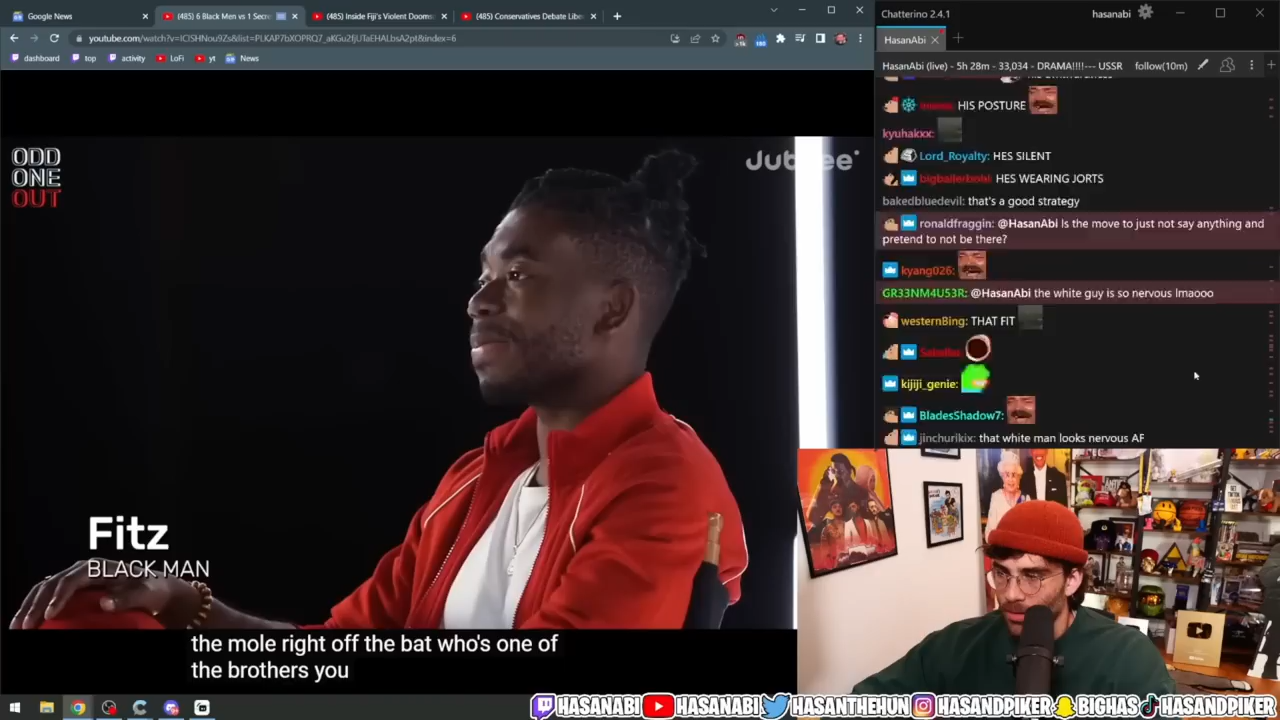 Google News
(485) 6 Black Men vs 1 Secre
(485) Inside Fiji's Violent Dooms
(485) Conservatives Debate Libe
youtube.com/watch?v=lClSHNou9Zs&list=PLKAP7bXOPRQ7_aKGu2fjUTaEHALbsA2pt&index=6
dashboard
top
activity
LoFi
yt
News
ODD
ONE
OUT
Jubilee
Fitz
BLACK MAN
the mole right off the bat who's one of
the brothers you
Chatterino 2.4.1
hasanabi
HasanAbi
HasanAbi (live) - 5h 28m - 33,034 - DRAMA!!!!--- USSR
follow(10m)
HIS POSTURE
kyuhakxx:
Lord_Royalty: HES SILENT
HES WEARING JORTS
bakedbluedevil: that's a good strategy
ronaldfraggin: @HasanAbi Is the move to just not say anything and
pretend to not be there?
kyang026:
GR33NM4U53R: @HasanAbi the white guy is so nervous lmaooo
westernBing: THAT FIT
kijiji_genie:
BladesShadow7:
jinchurikix: that white man looks nervous AF
HASANABI
HASANABI
HASANTHEHUN
HASANDPIKER
BIGHAS
HASANDPIKER